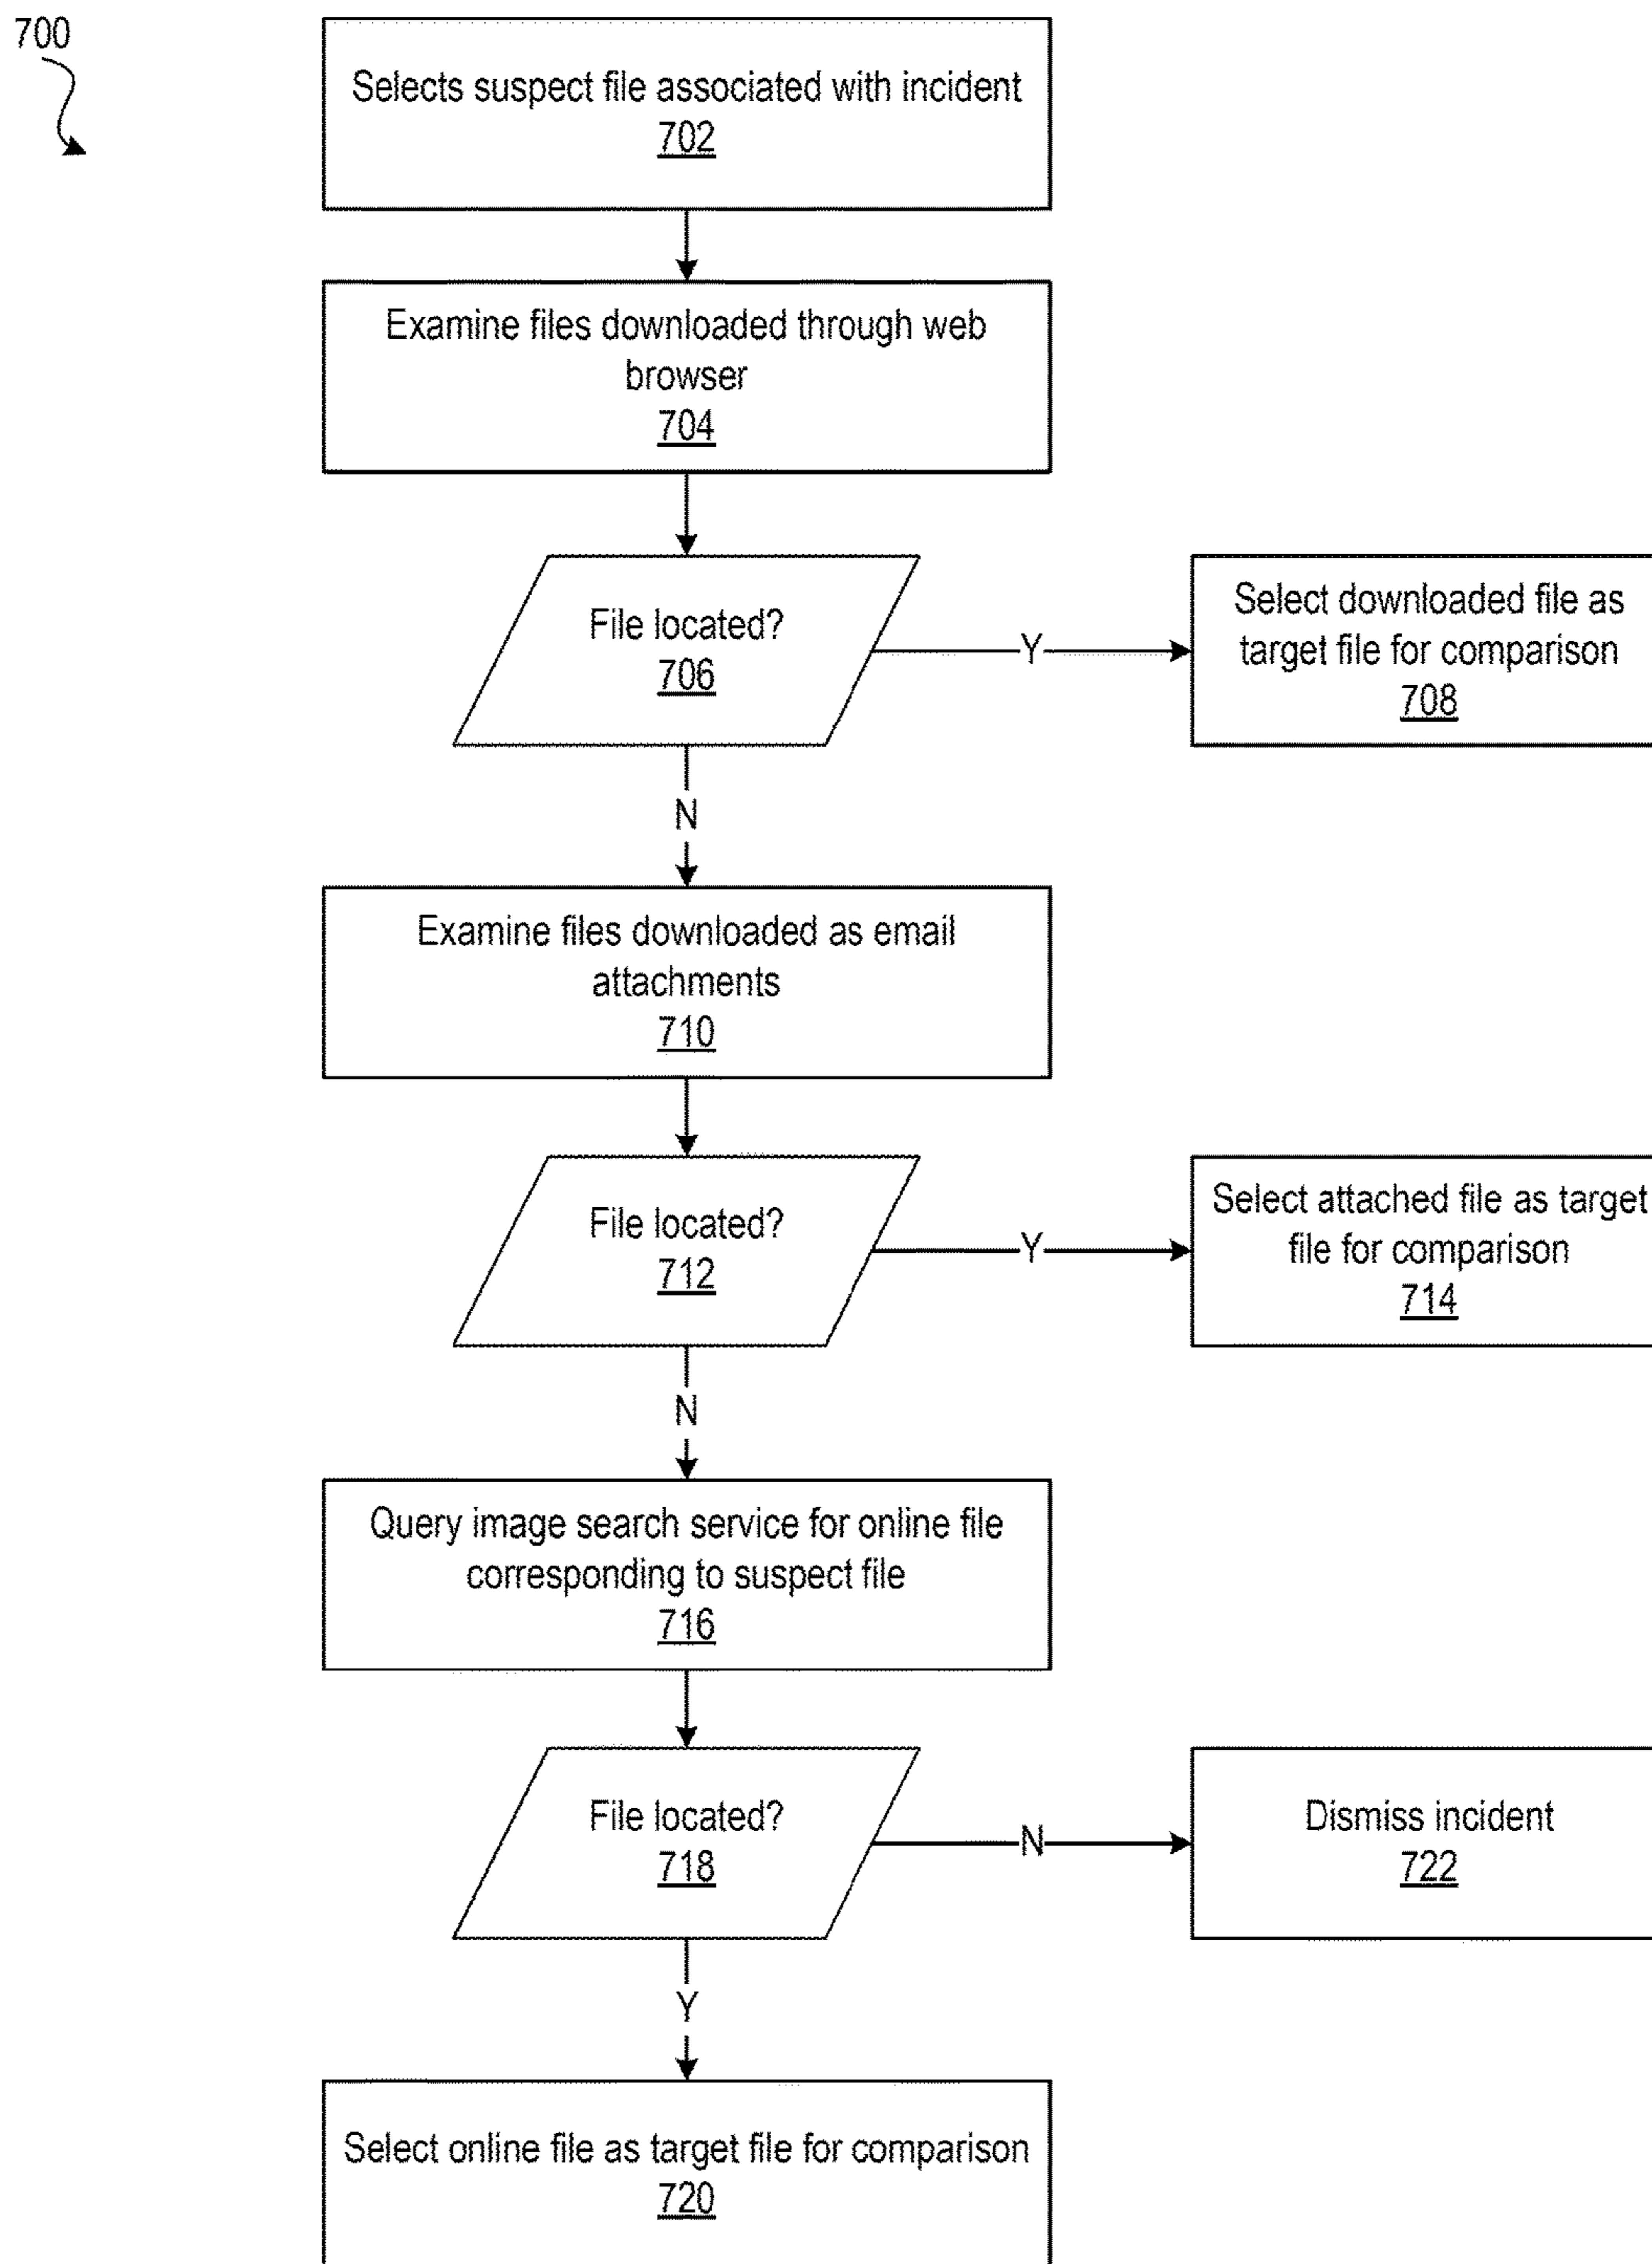 700
Selects suspect file associated with incident
702
Examine files downloaded through web
browser
704
File located?
706
Y
Select downloaded file as
target file for comparison
708
N
Examine files downloaded as email
attachments
710
File located?
712
Y
Select attached file as target
file for comparison
714
N
Query image search service for online file
corresponding to suspect file
716
File located?
718
N
Dismiss incident
722
Y
Select online file as target file for comparison
720